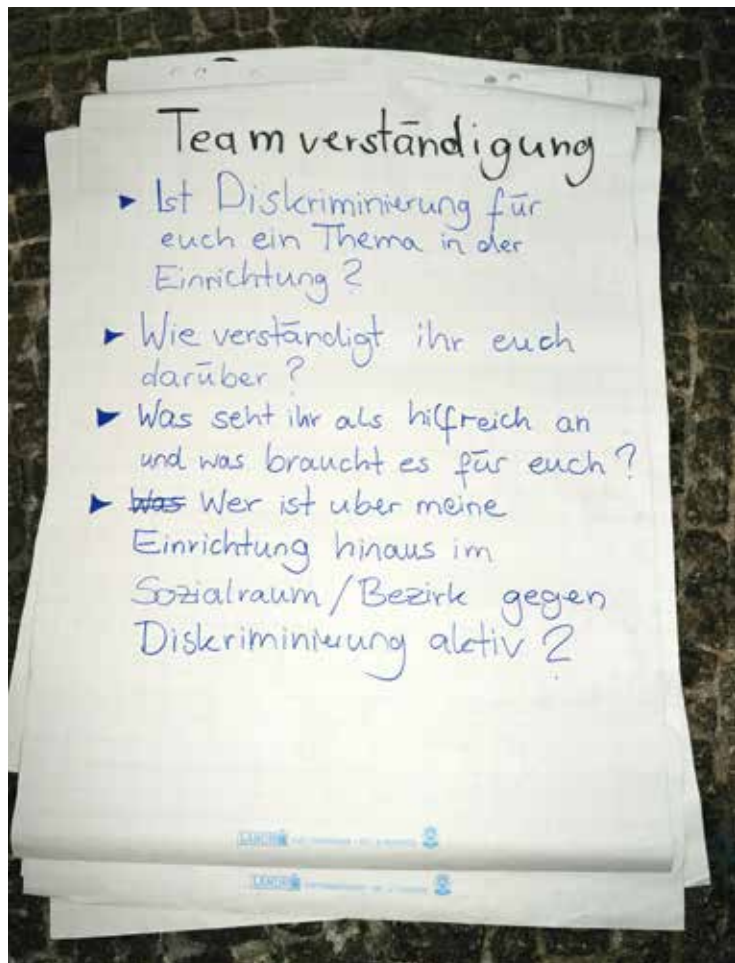 Teamverständigung
▸ Ist Diskriminierung für
euch ein Thema in der
Einrichtung?
▸ Wie verständigt ihr euch
darüber?
▸ Was seht ihr als hilfreich an
und was braucht es für euch?
▸ ~~Was~~ Wer ist uber meine
Einrichtung hinaus im
Sozialraum/Bezirk gegen
Diskriminierung aktiv?